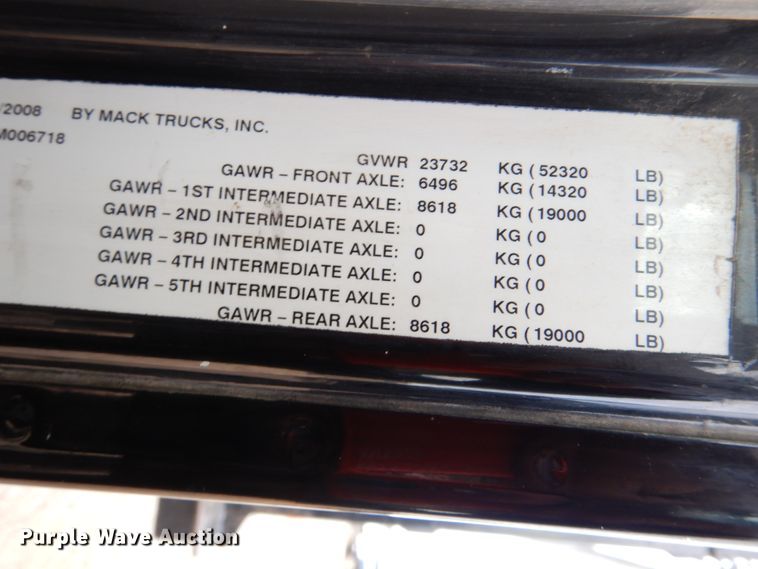 /2008 BY MACK TRUCKS, INC.
M006718
GVWR 23732 KG ( 52320 LB)
GAWR – FRONT AXLE: 6496 KG ( 14320 LB)
GAWR – 1ST INTERMEDIATE AXLE: 8618 KG ( 19000 LB)
GAWR – 2ND INTERMEDIATE AXLE: 0 KG ( 0 LB)
GAWR – 3RD INTERMEDIATE AXLE: 0 KG ( 0 LB)
GAWR – 4TH INTERMEDIATE AXLE: 0 KG ( 0 LB)
GAWR – 5TH INTERMEDIATE AXLE: 0 KG ( 0 LB)
GAWR – REAR AXLE: 8618 KG ( 19000 LB)
Purple Wave Auction